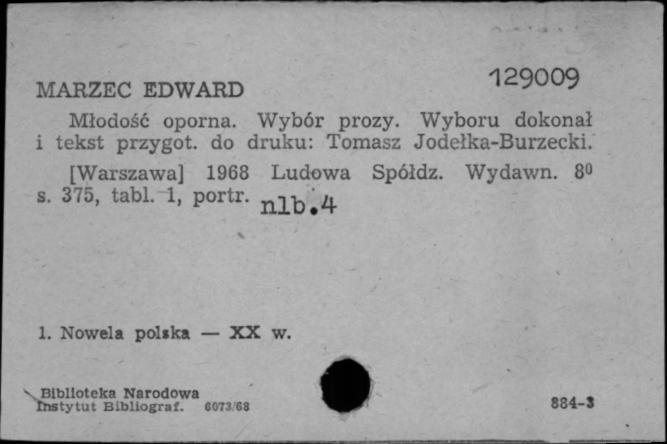 129009
MARZEC EDWARD
Młodość oporna. Wybór prozy. Wyboru dokonał
i tekst przygot. do druku: Tomasz Jodełka-Burzecki.
[Warszawa] 1968 Ludowa Spółdz. Wydawn. 8⁰
s. 375, tabl. 1, portr. nlb.4
1. Nowela polska — XX w.
Biblioteka Narodowa
Instytut Bibliograf. 6073/68
884-3